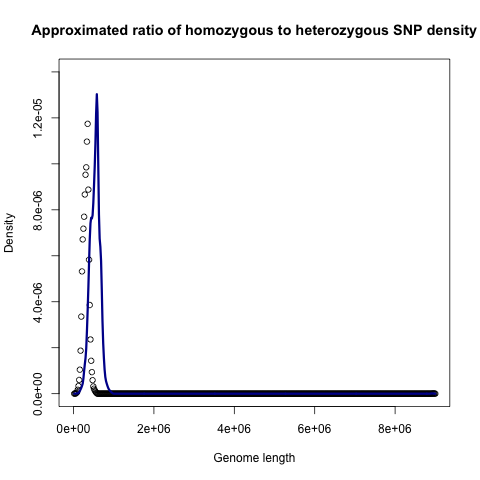 Approximated ratio of homozygous to heterozygous SNP density
Density
1.2e-05
8.0e-06
4.0e-06
0.0e+00
0e+00 2e+06 4e+06 6e+06 8e+06
Genome length